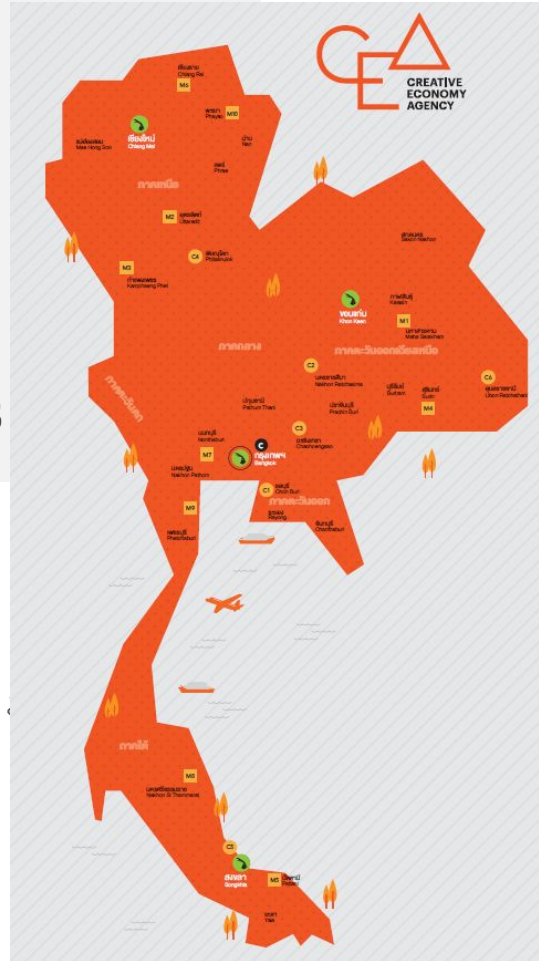 CEA
CREATIVE
ECONOMY
AGENCY
เชียงราย
Chiang Rai
M6
พะเยา
Phayao
M10
เชียงใหม่
Chiang Mai
แม่ฮ่องสอน
Mae Hong Son
น่าน
Nan
แพร่
Phrae
ภาคเหนือ
M2
อุตรดิตถ์
Uttaradit
สกลนคร
Sakon Nakhon
C4
พิษณุโลก
Phitsanulok
M3
กำแพงเพชร
Kamphaeng Phet
ขอนแก่น
Khon Kaen
กาฬสินธุ์
Kalasin
M1
มหาสารคาม
Maha Sarakham
ภาคกลาง
ภาคตะวันออกเฉียงเหนือ
C2
นครราชสีมา
Nakhon Ratchasima
C6
อุบลราชธานี
Ubon Ratchathani
ภาคตะวันตก
บุรีรัมย์
Buriram
สุรินทร์
Surin
M4
ปทุมธานี
Pathum Thani
ปราจีนบุรี
Prachin Buri
C3
ฉะเชิงเทรา
Chachoengsao
นนทบุรี
Nonthaburi
M7
C
กรุงเทพฯ
Bangkok
นครปฐม
Nakhon Pathom
C1
ชลบุรี
Chon Buri
ภาคตะวันออก
ระยอง
Rayong
จันทบุรี
Chanthaburi
M9
เพชรบุรี
Phetchaburi
ภาคใต้
M8
นครศรีธรรมราช
Nakhon Si Thammarat
C5
สงขลา
Songkhla
M5
ปัตตานี
Pattani
ยะลา
Yala